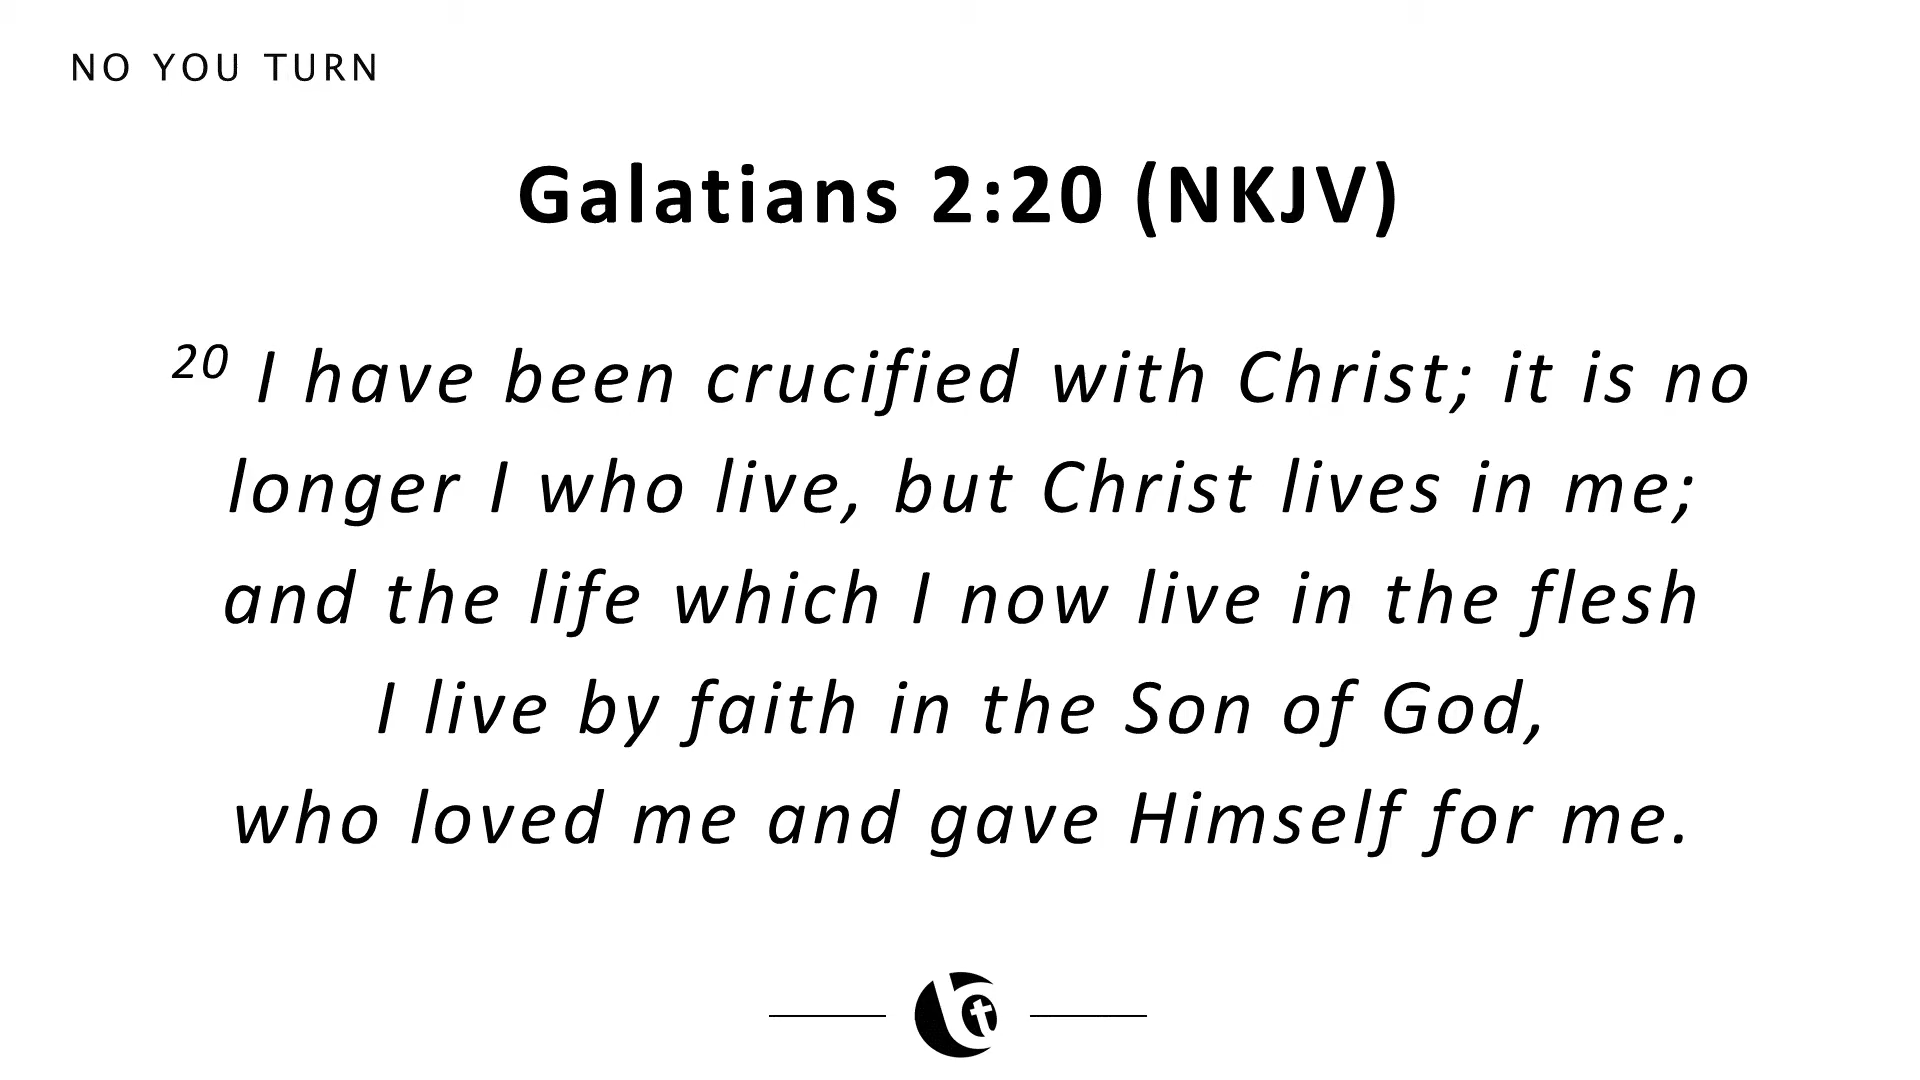 NO YOU TURN
Galatians 2:20 (NKJV)
20 I have been crucified with Christ; it is no
longer I who live, but Christ lives in me;
and the life which I now live in the flesh
I live by faith in the Son of God,
who loved me and gave Himself for me.